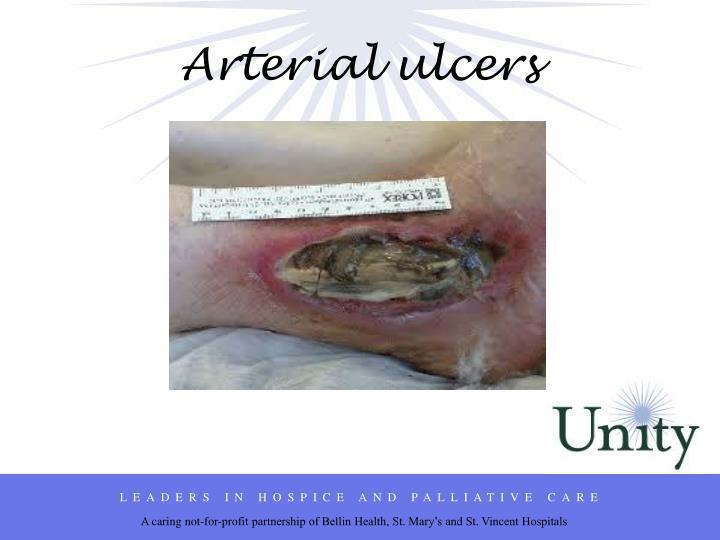 Arterial ulcers
Unity
LEADERS IN HOSPICE AND PALLIATIVE CARE
A caring not-for-profit partnership of Bellin Health, St. Mary's and St. Vincent Hospitals